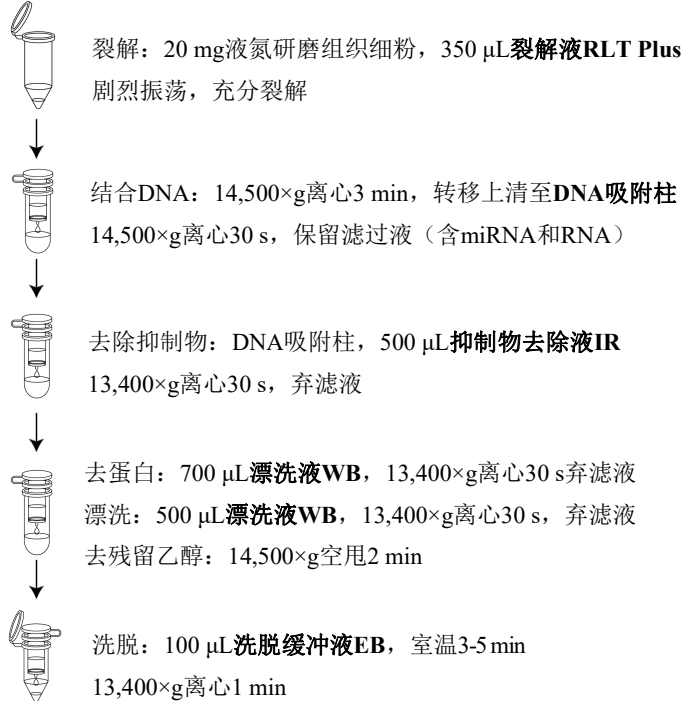 裂解：20 mg液氮研磨组织细粉，350 μL裂解液RLT Plus
剧烈振荡，充分裂解
结合DNA：14,500×g离心3 min，转移上清至DNA吸附柱
14,500×g离心30 s，保留滤过液（含miRNA和RNA）
去除抑制物：DNA吸附柱，500 μL抑制物去除液IR
13,400×g离心30 s，弃滤液
去蛋白：700 μL漂洗液WB，13,400×g离心30 s弃滤液
漂洗：500 μL漂洗液WB，13,400×g离心30 s，弃滤液
去残留乙醇：14,500×g空甩2 min
洗脱：100 μL洗脱缓冲液EB，室温3-5 min
13,400×g离心1 min